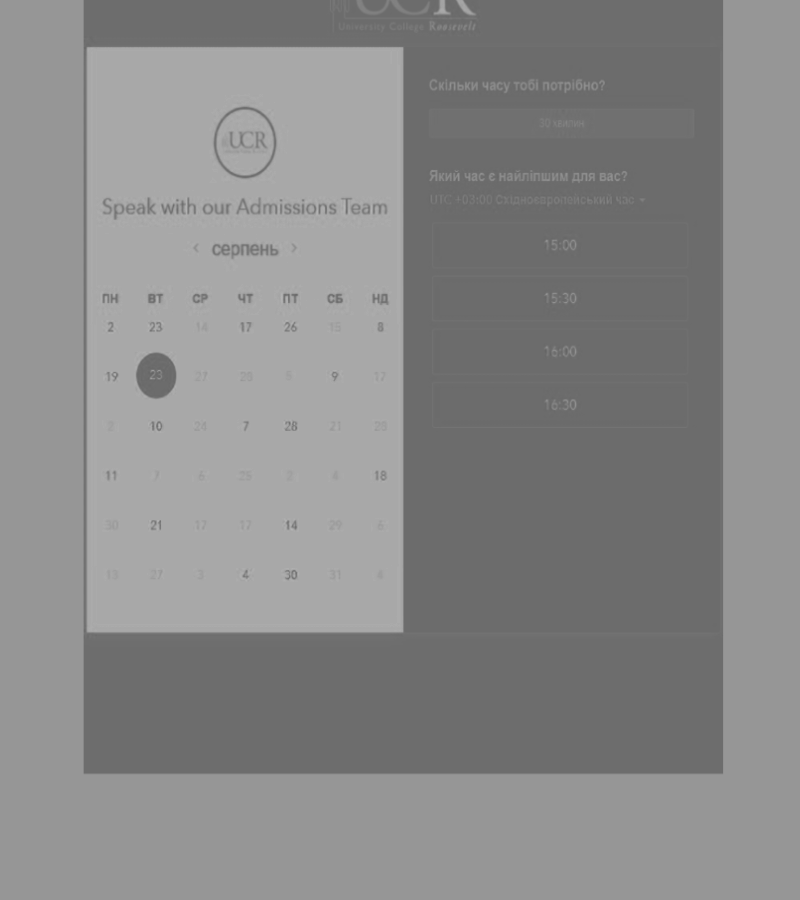 UCR
University College Roosevelt
UCR
Speak with our Admissions Team
< серпень >
ПН ВТ СР ЧТ ПТ СБ НД
2 23 14 17 26 15 8
19 23 27 28 6 9 17
2 10 24 7 28 21 28
11 7 6 25 2 4 18
30 21 17 17 14 29 6
13 27 3 4 30 31 8
Скільки часу тобі потрібно?
30 хвилин
Який час є найліпшим для вас?
UTC +03:00 Східноєвропейський час
15:00
15:30
16:00
16:30